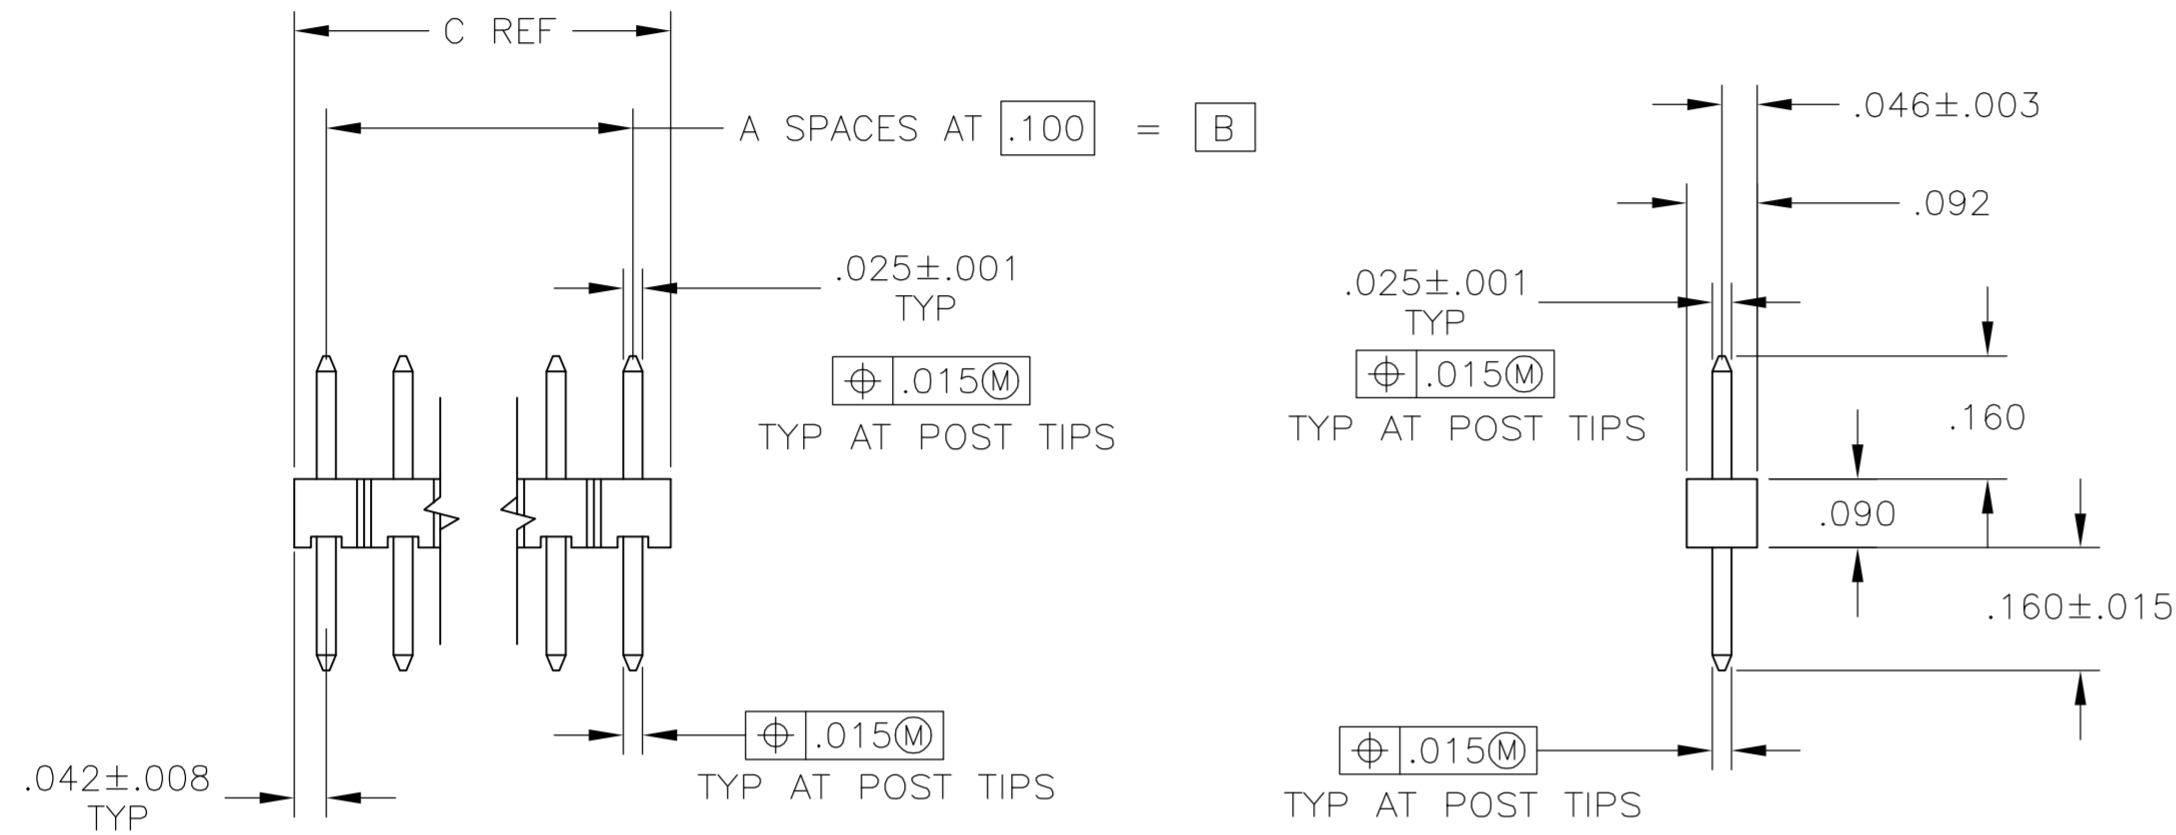 C REF
A SPACES AT .100 = B
.025±.001
TYP
⌖ .015Ⓜ
TYP AT POST TIPS
⌖ .015Ⓜ
TYP AT POST TIPS
.042±.008
TYP
.046±.003
.092
.025±.001
TYP
⌖ .015Ⓜ
TYP AT POST TIPS
.160
.090
.160±.015
⌖ .015Ⓜ
TYP AT POST TIPS